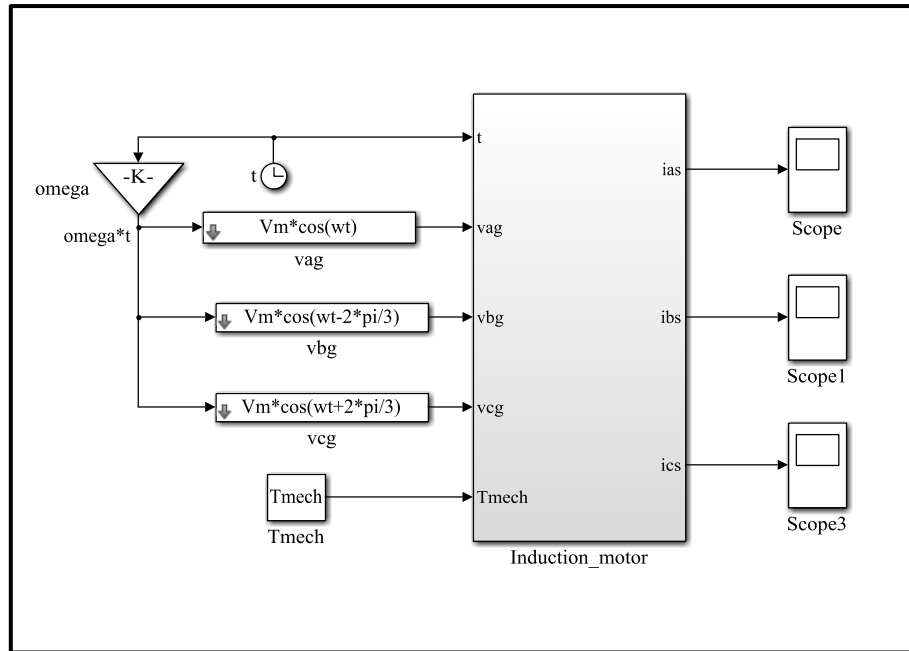 t
ias
-K-
t
omega
Scope
omega*t
Vm*cos(wt)
vag
vag
Vm*cos(wt-2*pi/3)
vbg
ibs
vbg
Scope1
Vm*cos(wt+2*pi/3)
vcg
vcg
ics
Tmech
Tmech
Scope3
Tmech
Induction_motor